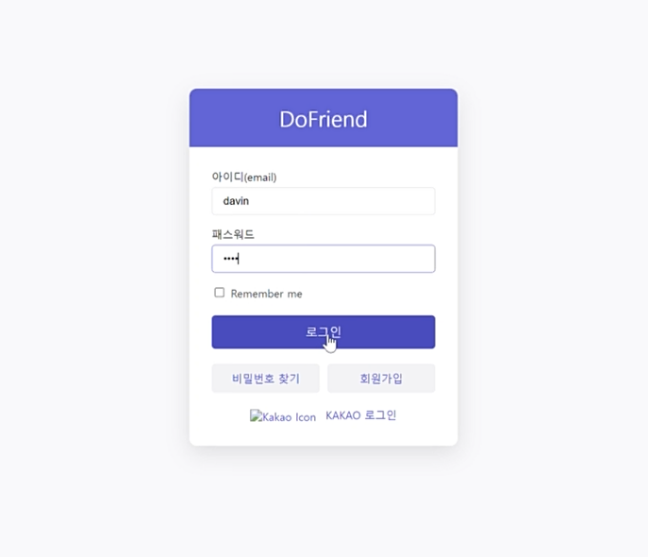 DoFriend
아이디(email)
davin
패스워드
••••
Remember me
로그인
비밀번호 찾기
회원가입
Kakao Icon KAKAO 로그인